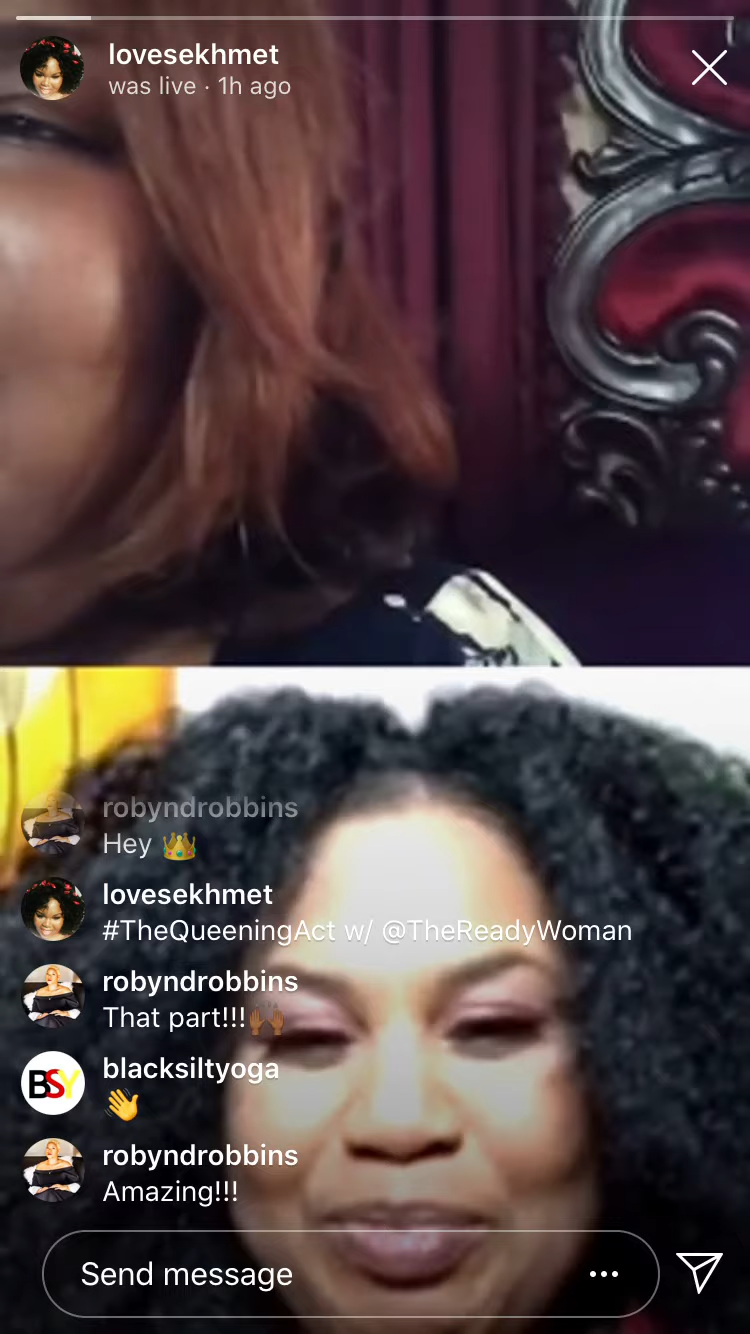 lovesekhmet
was live · 1h ago
robyndrobbins
Hey 👑
lovesekhmet
#TheQueeningAct w/ @TheReadyWoman
robyndrobbins
That part!!!🙌🏾
BSY
blacksiltyoga
👋
robyndrobbins
Amazing!!!
Send message